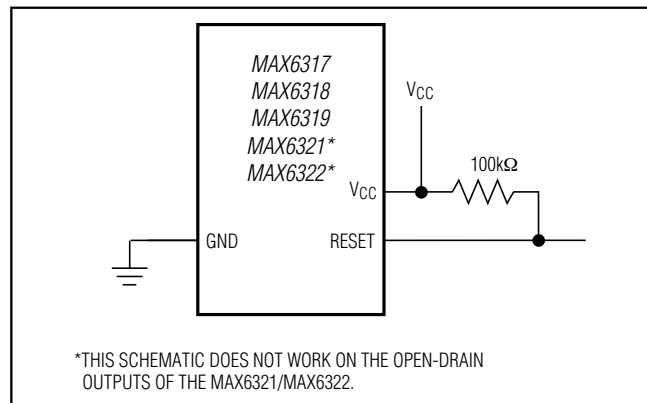 MAX6317
MAX6318
MAX6319
MAX6321*
MAX6322*
VCC
100kΩ
VCC
GND
RESET
*THIS SCHEMATIC DOES NOT WORK ON THE OPEN-DRAIN
OUTPUTS OF THE MAX6321/MAX6322.